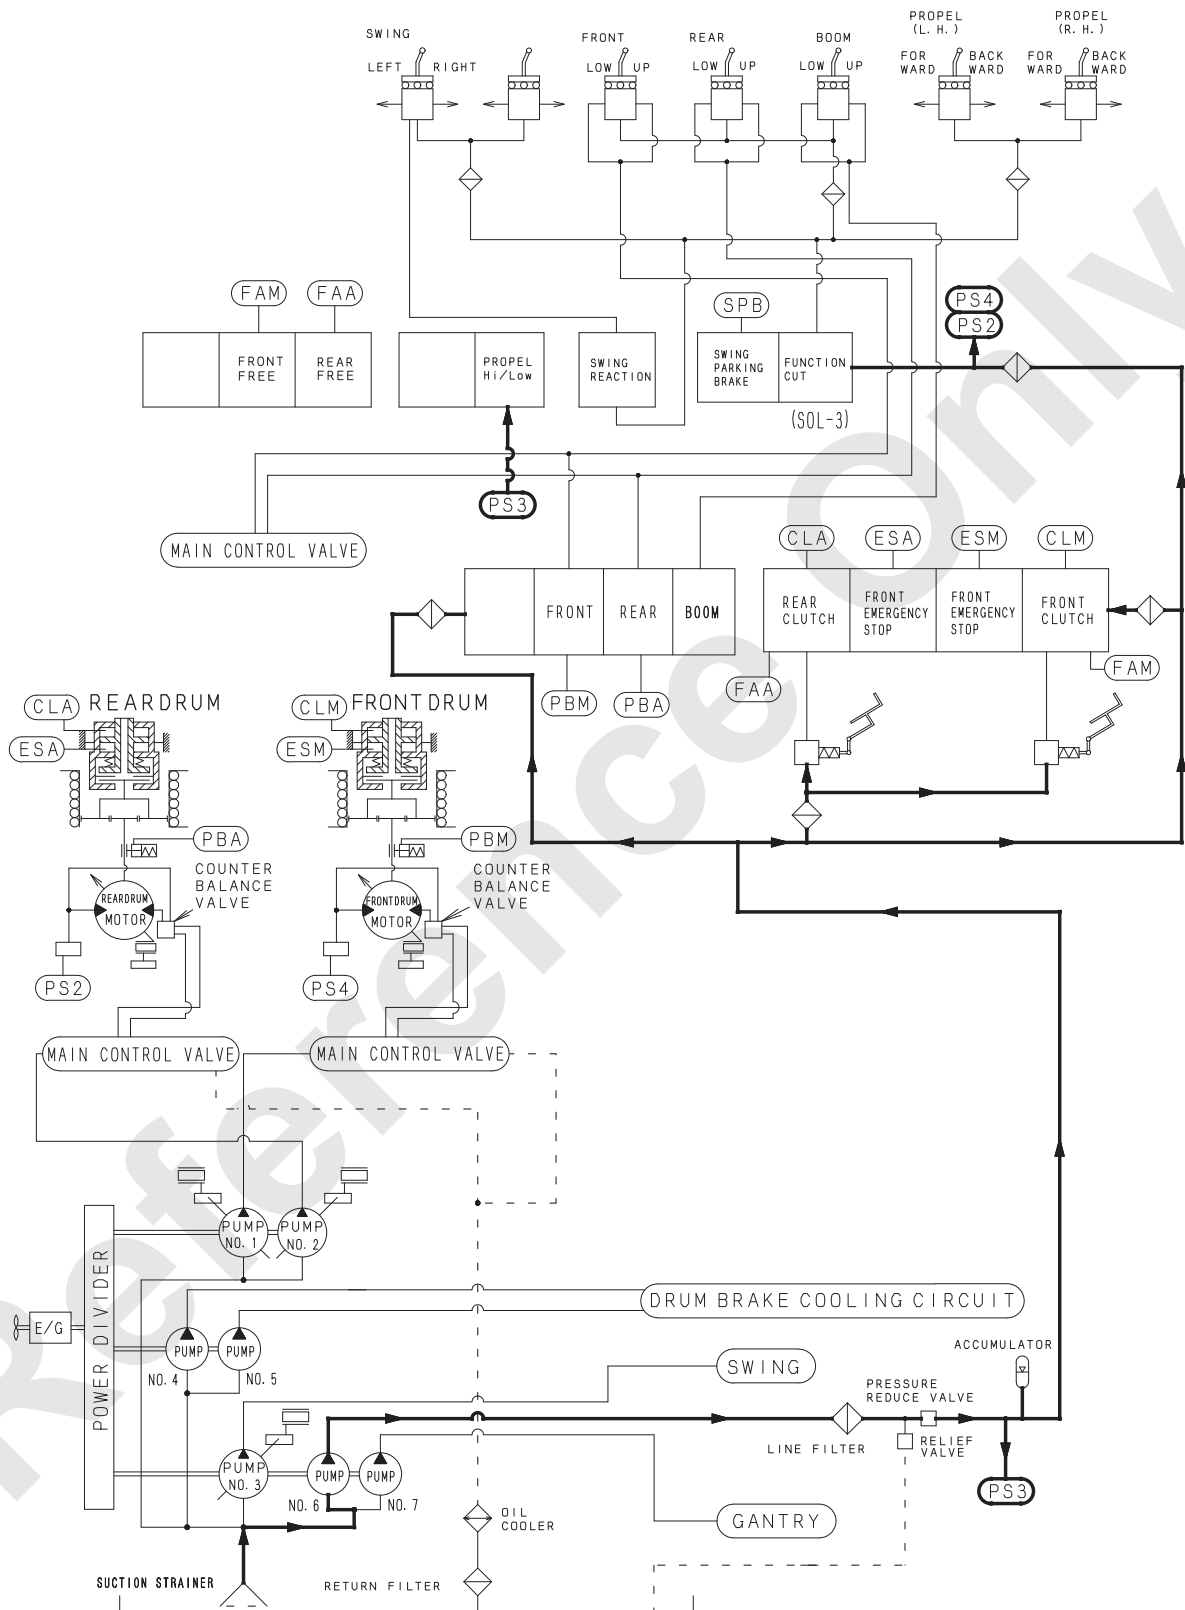 PROPEL
(L. H.)
PROPEL
(R. H.)
SWING
FRONT
REAR
BOOM
LEFT RIGHT
LOW UP
LOW UP
LOW UP
FOR
WARD
BACK
WARD
FOR
WARD
BACK
WARD
FAM
FAA
SPB
PS4
PS2
FRONT
FREE
REAR
FREE
PROPEL
Hi/Low
SWING
REACTION
SWING
PARKING
BRAKE
FUNCTION
CUT
(SOL-3)
PS3
MAIN CONTROL VALVE
CLA
ESA
ESM
CLM
FRONT
REAR
BOOM
REAR
CLUTCH
FRONT
EMERGENCY
STOP
FRONT
EMERGENCY
STOP
FRONT
CLUTCH
FAA
FAM
PBM
PBA
CLA
REARDRUM
CLM
FRONTDRUM
ESA
ESM
PBA
PBM
COUNTER
BALANCE
VALVE
COUNTER
BALANCE
VALVE
REARDRUM
MOTOR
FRONTDRUM
MOTOR
PS2
PS4
MAIN CONTROL VALVE
MAIN CONTROL VALVE
PUMP
NO. 1
PUMP
NO. 2
POWER DIVIDER
E/G
DRUM BRAKE COOLING CIRCUIT
PUMP
NO. 4
PUMP
NO. 5
SWING
ACCUMULATOR
PRESSURE
REDUCE VALVE
LINE FILTER
RELIEF
VALVE
PUMP
NO. 3
PUMP
NO. 6
PUMP
NO. 7
PS3
OIL
COOLER
GANTRY
SUCTION STRAINER
RETURN FILTER
Reference Only